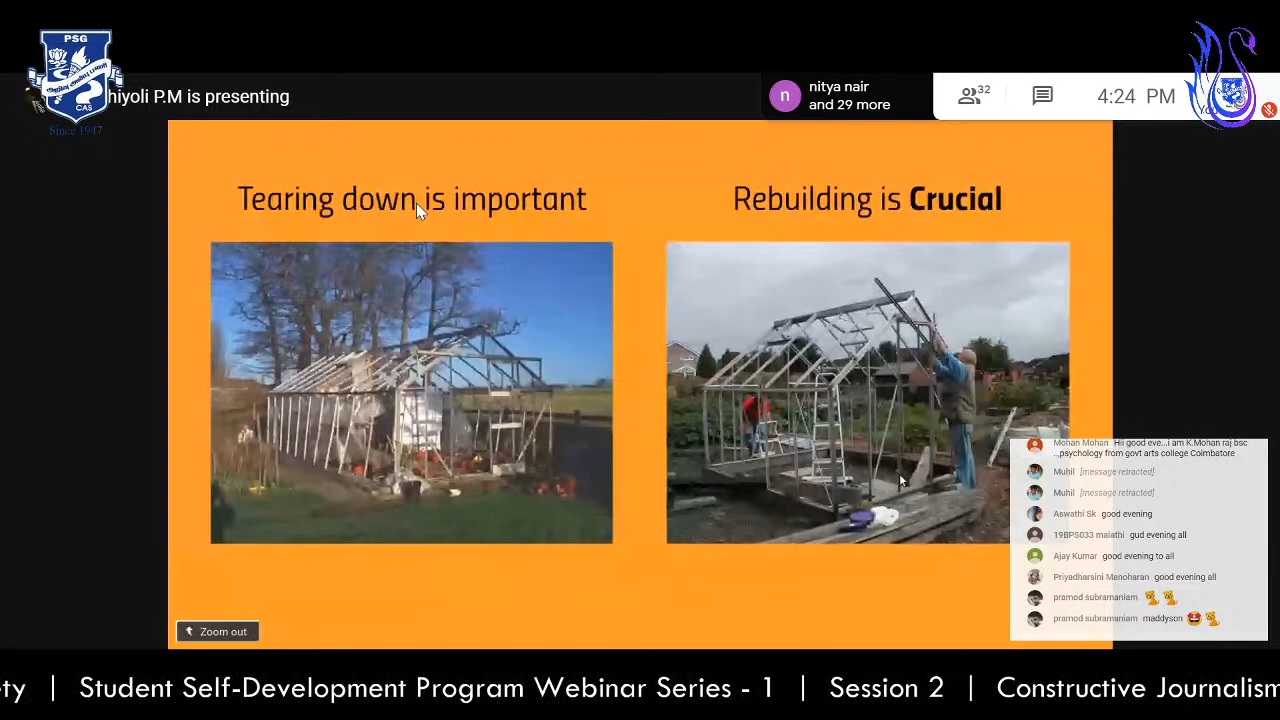 PSG
CAS
Since 1947
hiyoli P.M is presenting
n
nitya nair
and 29 more
32
4:24 PM
Tearing down is important
Rebuilding is Crucial
Mohan Mohan Hii good eve...i am K.Mohan raj bsc
..,psychology from govt arts college Coimbatore
Muhil [message retracted]
Muhil [message retracted]
Aswathi Sk good evening
19BPS033 malathi gud evening all
Ajay Kumar good evening to all
Priyadharsini Manoharan good evening all
pramod subramaniam
pramod subramaniam maddyson
Zoom out
ty | Student Self-Development Program Webinar Series - 1 | Session 2 | Constructive Journalism